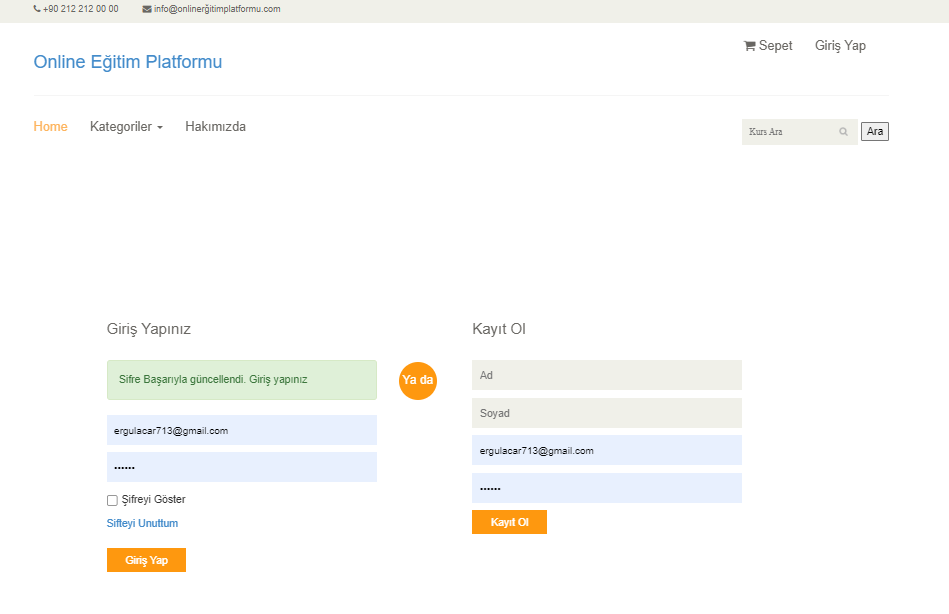 +90 212 212 00 00 info@onlinerğitimplatformu.com
Sepet Giriş Yap
Online Eğitim Platformu
Home Kategoriler Hakımızda
Kurs Ara Ara
Giriş Yapınız
Sifre Başarıyla güncellendi. Giriş yapınız
ergulacar713@gmail.com
••••••
Şifreyi Göster
Sifteyi Unuttum
Giriş Yap
Ya da
Kayıt Ol
Ad
Soyad
ergulacar713@gmail.com
••••••
Kayıt Ol